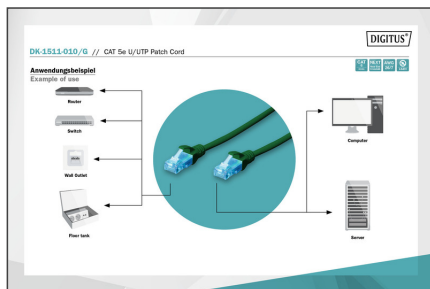 DIGITUS®
DK-1511-010/G // CAT 5e U/UTP Patch Cord
Anwendungsbeispiel
Example of use
Router
Switch
Wall Outlet
Floor tank
Computer
Server